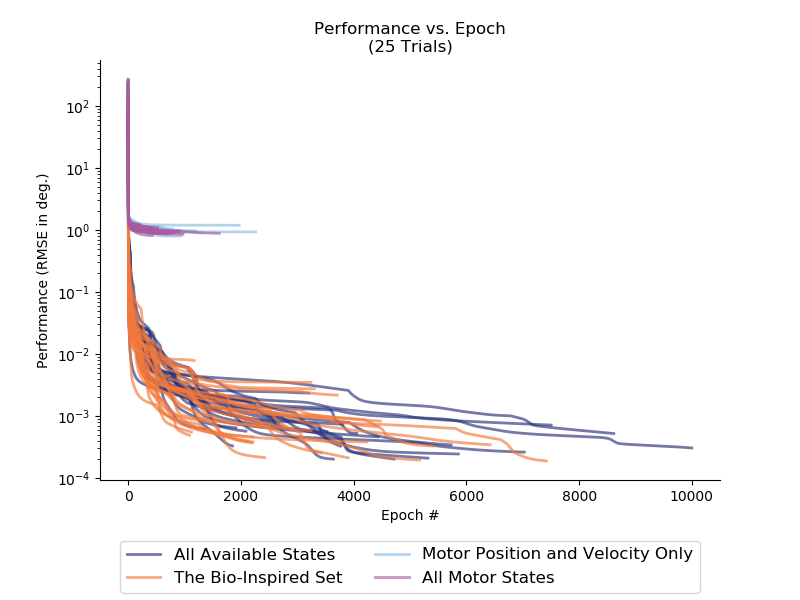 Performance vs. Epoch
(25 Trials)
Performance (RMSE in deg.)
10²
10¹
10⁰
10⁻¹
10⁻²
10⁻³
10⁻⁴
0 2000 4000 6000 8000 10000
Epoch #
All Available States
The Bio-Inspired Set
Motor Position and Velocity Only
All Motor States